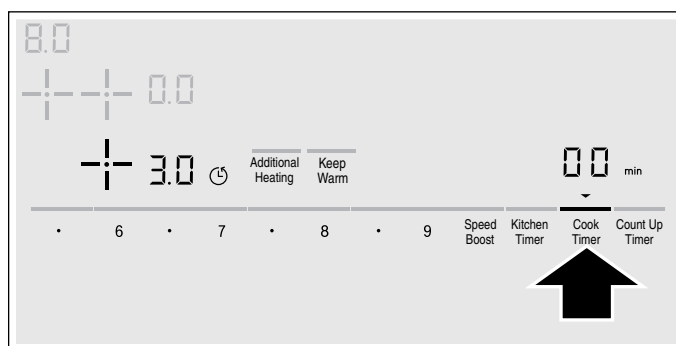 8.0
0.0
3.0 Additional Heating Keep Warm 00 min
· 6 · 7 · 8 · 9 Speed Boost Kitchen Timer Cook Timer Count Up Timer